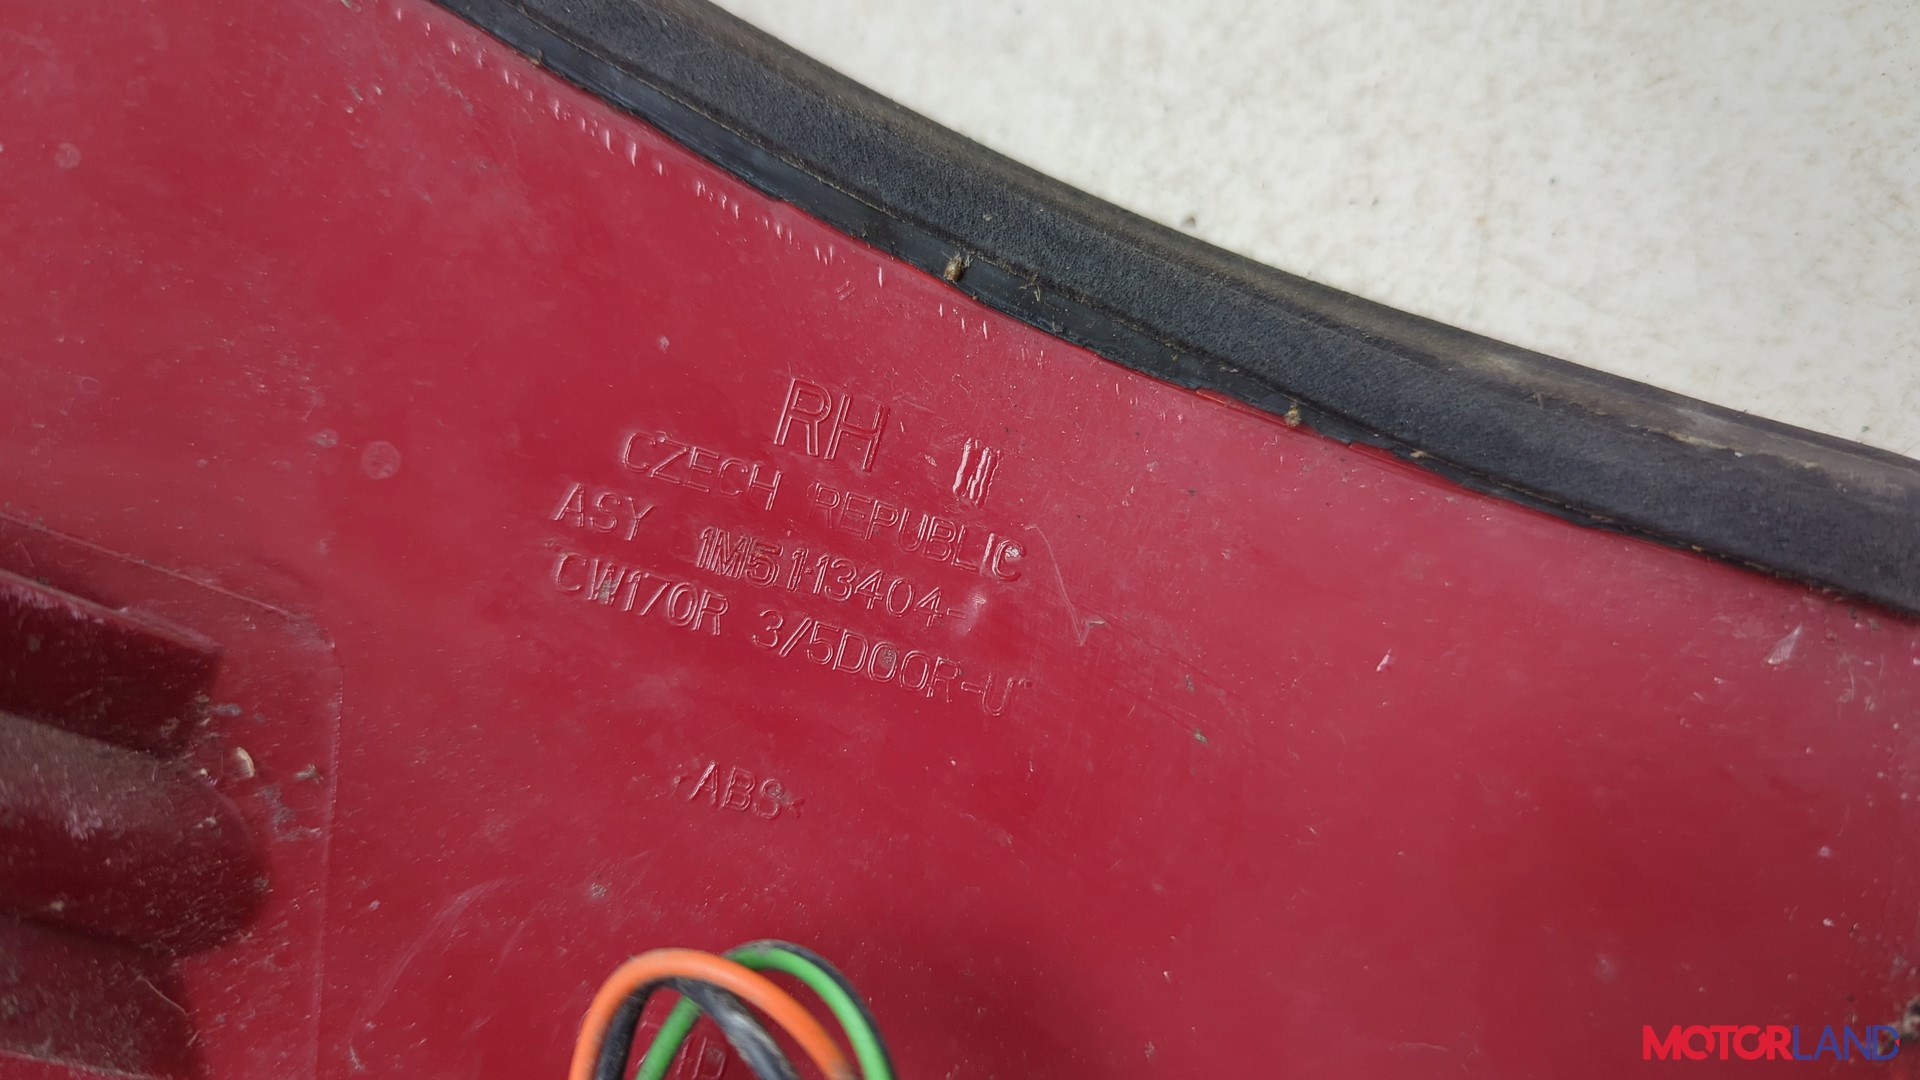 RH
CZECH REPUBLIC
ASY 1M51-13404-
CW170R 3/5DOOR-U
ABS
MOTORLAND